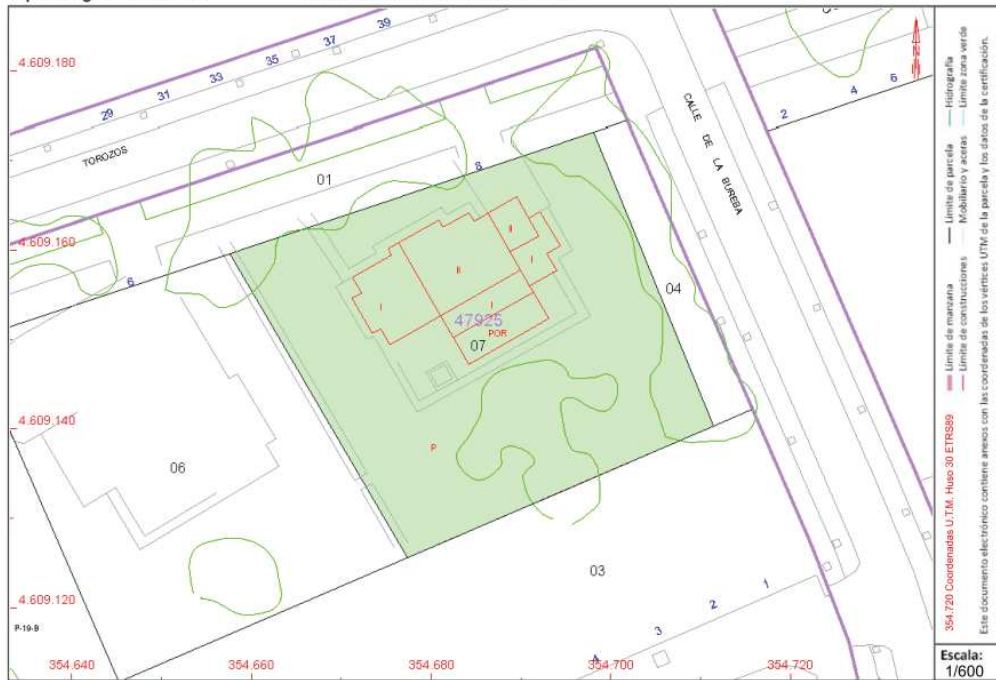 4.609.180
39
37
35
33
31
29
TOROZOS
01
8
CALLE DE LA BUREBA
2
4
6
4.609.160
6
II
I
II
I
I
47925
POR
07
04
4.609.140
P
06
03
4.609.120
P-19-9
4
3
2
1
354.640
354.660
354.680
354.700
354.720
354.720 Coordenadas U.T.M. Huso 30 ETRS89
Límite de manzana
Límite de parcela
Hidrografía
Límite de construcciones
Mobiliario y aceras
Límite zona verde
Este documento electrónico contiene anexos con las coordenadas de los vértices UTM de la parcela y los datos de la certificación.
Escala:
1/600